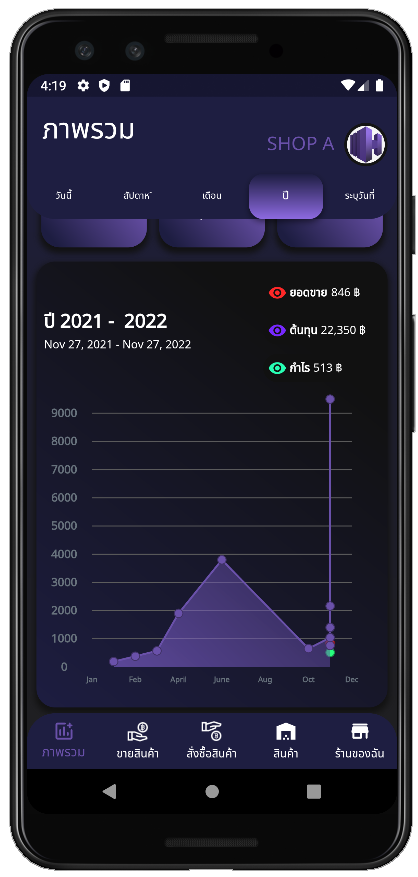 4:19
ภาพรวม
SHOP A
วันนี้ สัปดาห์ เดือน ปี ระบุวันที่
ยอดขาย 846 ฿
ปี 2021 - 2022
ต้นทุน 22,350 ฿
Nov 27, 2021 - Nov 27, 2022
กำไร 513 ฿
9000
8000
7000
6000
5000
4000
3000
2000
1000
0
Jan Feb April June Aug Oct Dec
ภาพรวม ขายสินค้า สั่งซื้อสินค้า สินค้า ร้านของฉัน